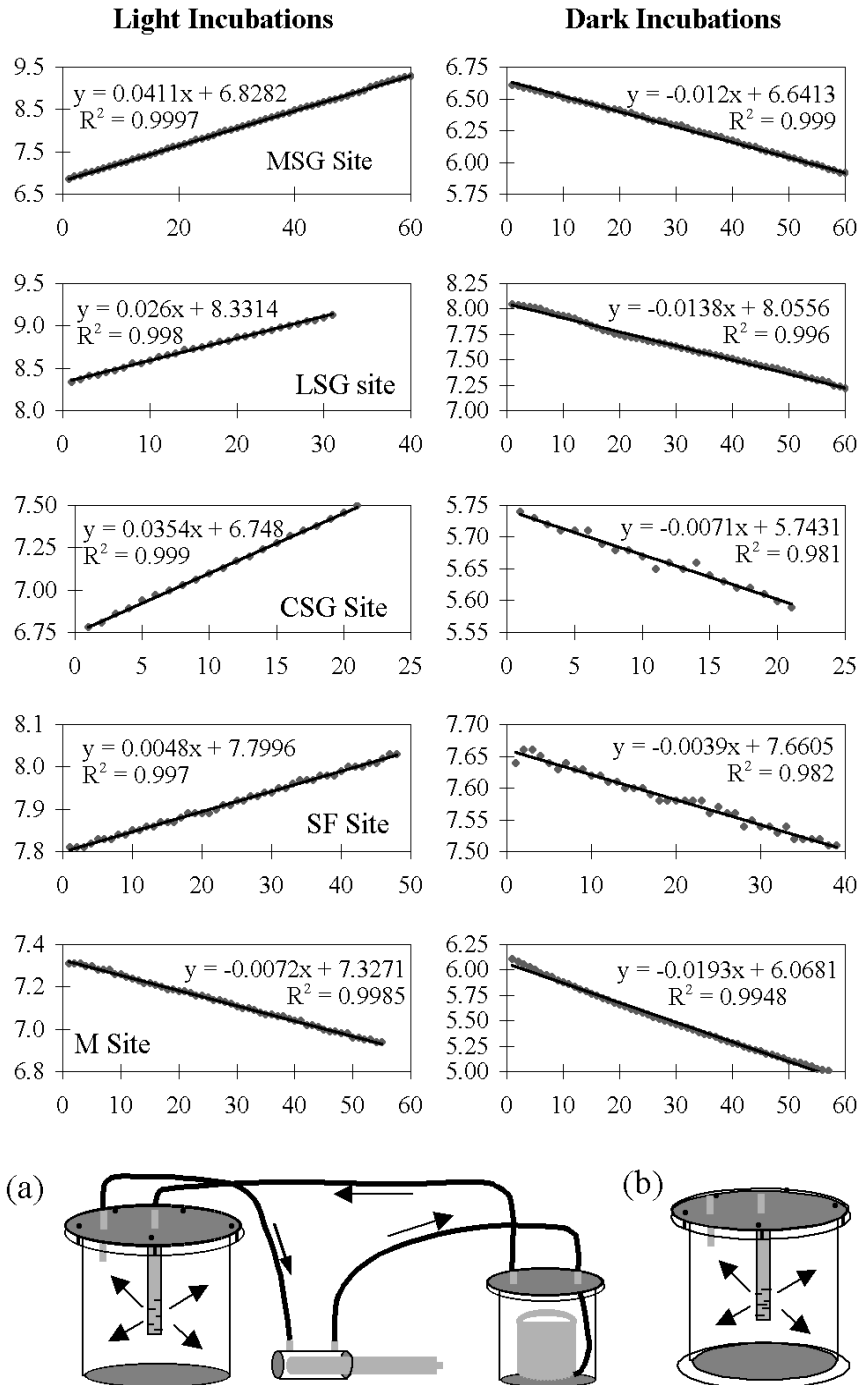 Light Incubations
Dark Incubations
9.5
8.5
7.5
6.5
y = 0.0411x + 6.8282
R² = 0.9997
MSG Site
0 20 40 60
6.75
6.50
6.25
6.00
5.75
y = -0.012x + 6.6413
R² = 0.999
0 10 20 30 40 50 60
9.5
9.0
8.5
8.0
y = 0.026x + 8.3314
R² = 0.998
LSG site
0 10 20 30 40
8.25
8.00
7.75
7.50
7.25
7.00
y = -0.0138x + 8.0556
R² = 0.996
0 10 20 30 40 50 60
7.50
7.25
7.00
6.75
y = 0.0354x + 6.748
R² = 0.999
CSG Site
0 5 10 15 20 25
5.75
5.70
5.65
5.60
5.55
y = -0.0071x + 5.7431
R² = 0.981
0 5 10 15 20 25
8.1
8.0
7.9
7.8
y = 0.0048x + 7.7996
R² = 0.997
SF Site
0 10 20 30 40 50
7.70
7.65
7.60
7.55
7.50
y = -0.0039x + 7.6605
R² = 0.982
0 10 20 30 40
7.4
7.2
7.0
6.8
y = -0.0072x + 7.3271
R² = 0.9985
M Site
0 10 20 30 40 50 60
6.25
6.00
5.75
5.50
5.25
5.00
y = -0.0193x + 6.0681
R² = 0.9948
0 10 20 30 40 50 60
(a)
(b)